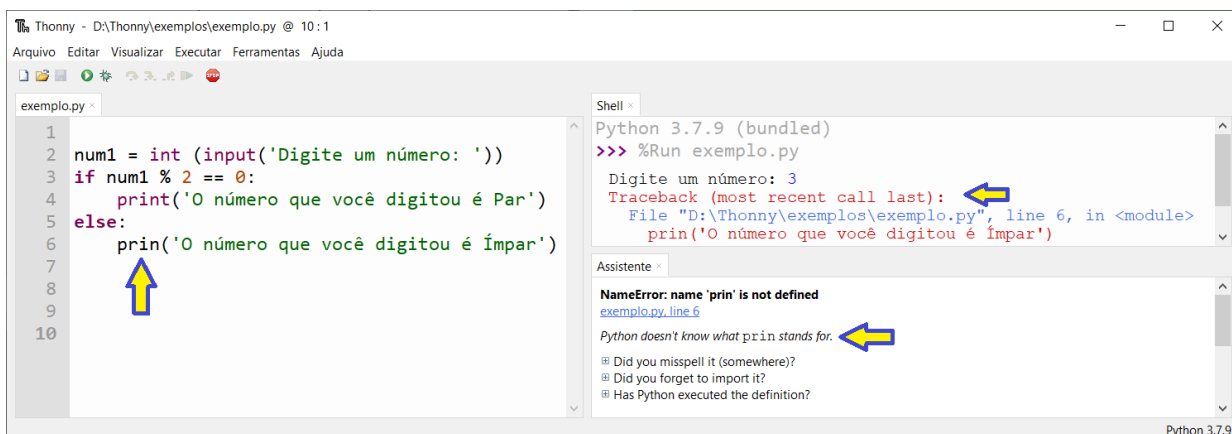 Thonny - D:\Thonny\exemplos\exemplo.py @ 10:1
Arquivo Editar Visualizar Executar Ferramentas Ajuda
STOP
exemplo.py ×
1
2 num1 = int (input('Digite um número: '))
3 if num1 % 2 == 0:
4     print('O número que você digitou é Par')
5 else:
6     prin('O número que você digitou é Ímpar')
7
8
9
10
Shell ×
Python 3.7.9 (bundled)
>>> %Run exemplo.py
Digite um número: 3
Traceback (most recent call last):
  File "D:\Thonny\exemplos\exemplo.py", line 6, in <module>
    prin('O número que você digitou é Ímpar')
Assistente ×
NameError: name 'prin' is not defined
exemplo.py, line 6
Python doesn't know what prin stands for.
Did you misspell it (somewhere)?
Did you forget to import it?
Has Python executed the definition?
Python 3.7.9